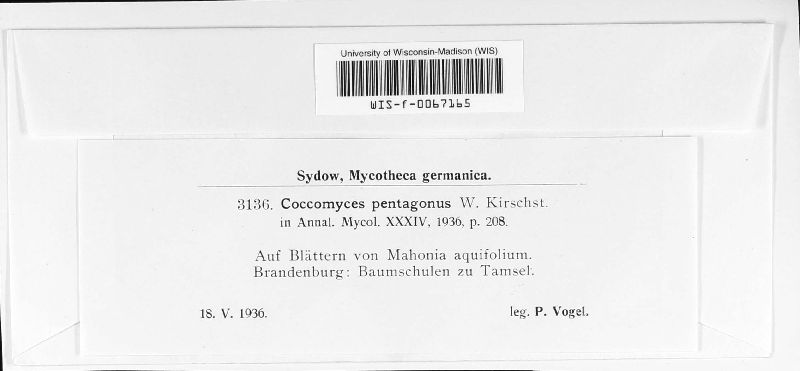 University of Wisconsin-Madison (WIS)
WIS-f-0067165
Sydow, Mycotheca germanica.
3136. Coccomyces pentagonus W. Kirschst.
in Annal. Mycol. XXXIV, 1936, p. 208.
Auf Blättern von Mahonia aquifolium.
Brandenburg: Baumschulen zu Tamsel.
18. V. 1936. leg. P. Vogel.